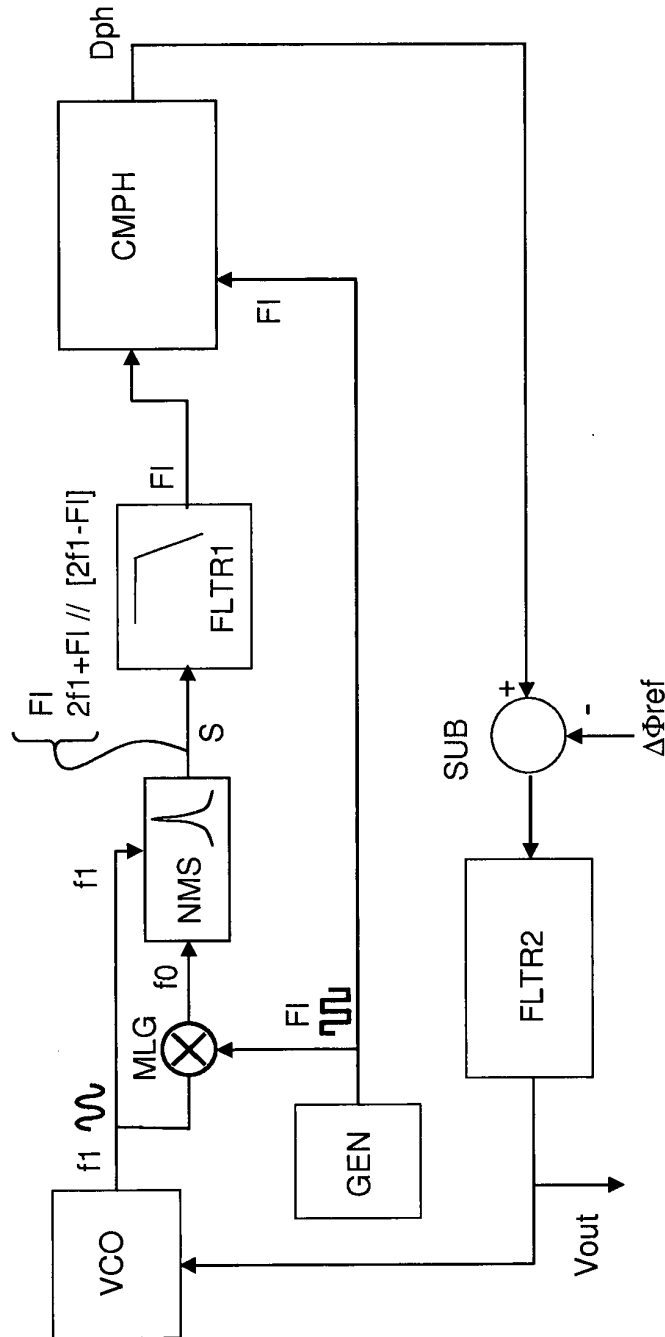 VCO
f1
f1
MLG
f0
NMS
S
FI
2f1+FI // [2f1-FI]
FLTR1
FI
CMPH
Dph
GEN
FI
FI
SUB
+
-
ΔΦref
FLTR2
Vout